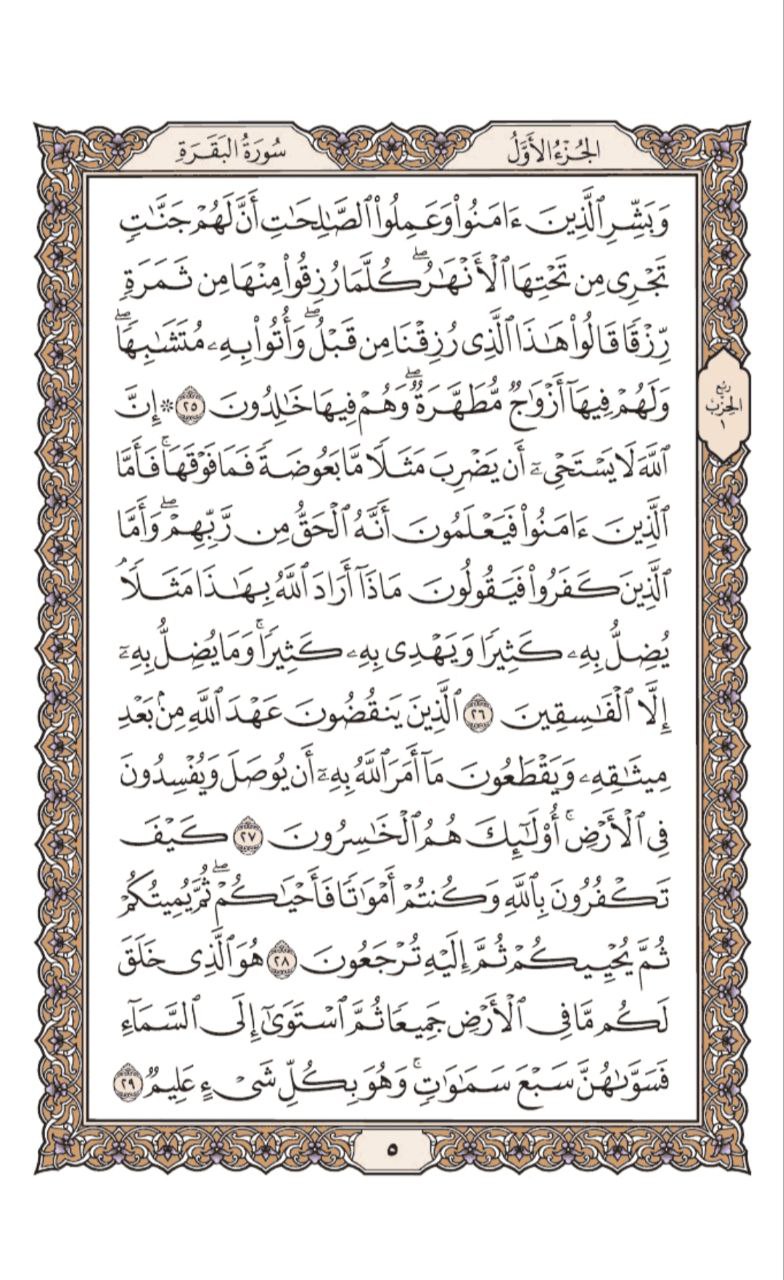 الجُزْءُ الأَوَّلُ
سُورَةُ البَقَرَةِ
وَبَشِّرِ ٱلَّذِينَ ءَامَنُوا۟ وَعَمِلُوا۟ ٱلصَّٰلِحَٰتِ أَنَّ لَهُمْ جَنَّٰتٍ
تَجْرِى مِن تَحْتِهَا ٱلْأَنْهَٰرُ ۖ كُلَّمَا رُزِقُوا۟ مِنْهَا مِن ثَمَرَةٍ
رِّزْقًا قَالُوا۟ هَٰذَا ٱلَّذِى رُزِقْنَا مِن قَبْلُ ۖ وَأُتُوا۟ بِهِۦ مُتَشَٰبِهًا ۖ
وَلَهُمْ فِيهَآ أَزْوَٰجٌ مُّطَهَّرَةٌ ۖ وَهُمْ فِيهَا خَٰلِدُونَ ٢٥ ۞ إِنَّ
ٱللَّهَ لَا يَسْتَحْىِۦٓ أَن يَضْرِبَ مَثَلًا مَّا بَعُوضَةً فَمَا فَوْقَهَا ۚ فَأَمَّا
ٱلَّذِينَ ءَامَنُوا۟ فَيَعْلَمُونَ أَنَّهُ ٱلْحَقُّ مِن رَّبِّهِمْ ۖ وَأَمَّا
ٱلَّذِينَ كَفَرُوا۟ فَيَقُولُونَ مَاذَآ أَرَادَ ٱللَّهُ بِهَٰذَا مَثَلًا ۘ
يُضِلُّ بِهِۦ كَثِيرًا وَيَهْدِى بِهِۦ كَثِيرًا ۚ وَمَا يُضِلُّ بِهِۦٓ
إِلَّا ٱلْفَٰسِقِينَ ٢٦ ٱلَّذِينَ يَنقُضُونَ عَهْدَ ٱللَّهِ مِنۢ بَعْدِ
مِيثَٰقِهِۦ وَيَقْطَعُونَ مَآ أَمَرَ ٱللَّهُ بِهِۦٓ أَن يُوصَلَ وَيُفْسِدُونَ
فِى ٱلْأَرْضِ ۚ أُو۟لَٰٓئِكَ هُمُ ٱلْخَٰسِرُونَ ٢٧ كَيْفَ
تَكْفُرُونَ بِٱللَّهِ وَكُنتُمْ أَمْوَٰتًا فَأَحْيَٰكُمْ ۖ ثُمَّ يُمِيتُكُمْ
ثُمَّ يُحْيِيكُمْ ثُمَّ إِلَيْهِ تُرْجَعُونَ ٢٨ هُوَ ٱلَّذِى خَلَقَ
لَكُم مَّا فِى ٱلْأَرْضِ جَمِيعًا ثُمَّ ٱسْتَوَىٰٓ إِلَى ٱلسَّمَآءِ
فَسَوَّىٰهُنَّ سَبْعَ سَمَٰوَٰتٍ ۚ وَهُوَ بِكُلِّ شَىْءٍ عَلِيمٌ ٢٩
ربع
الحزب
١
٥